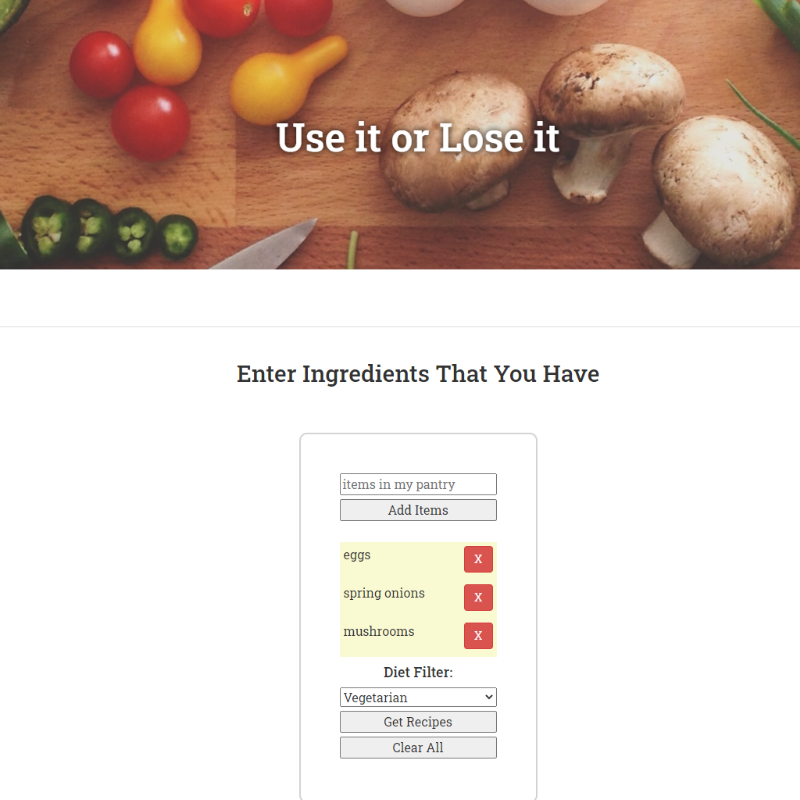 Use it or Lose it
Enter Ingredients That You Have
items in my pantry
Add Items
eggs
X
spring onions
X
mushrooms
X
Diet Filter:
Vegetarian
Get Recipes
Clear All